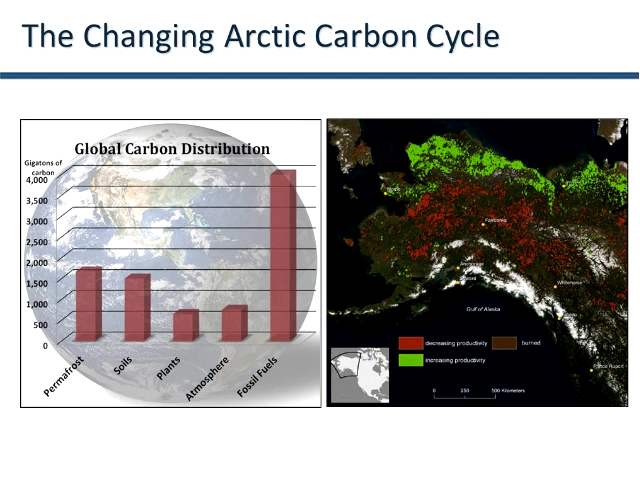 The Changing Arctic Carbon Cycle
Global Carbon Distribution
Gigatons of
carbon
4,000
3,500
3,000
2,500
2,000
1,500
1,000
500
0
Permafrost
Soils
Plants
Atmosphere
Fossil Fuels
Fairbanks
Anchorage
Whitehorse
Gulf of Alaska
decreasing productivity
burned
increasing productivity
Prince Rupert
0 250 500 Kilometers